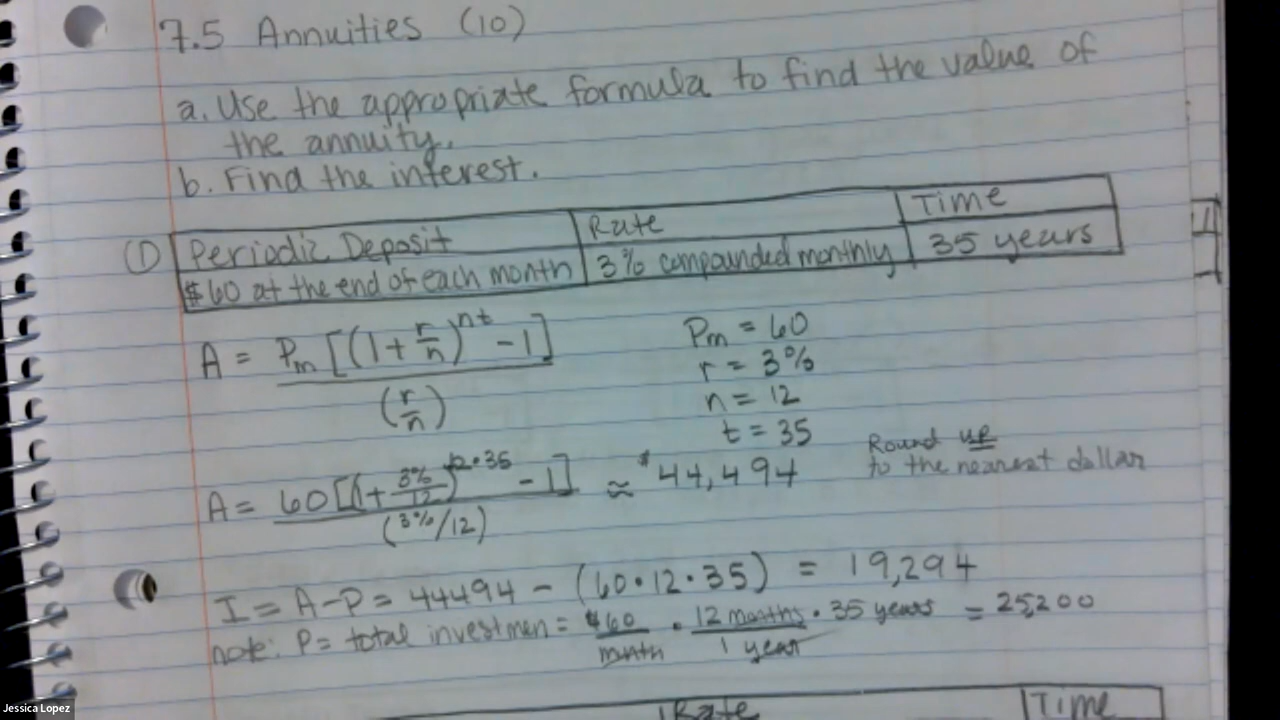 7.5 Annuities (10)
a. Use the appropriate formula to find the value of
the annuity.
b. Find the interest.
① Periodic Deposit Rate Time
$60 at the end of each month 3% compounded monthly 35 years
A = Pm [(1 + r/n)^nt - 1] / (r/n)
Pm = 60
r = 3%
n = 12
t = 35
A = 60[(1 + 3%/12)^12•35 - 1] / (3%/12) ≈ $44,494
Round up
to the nearest dollar
I = A-P = 44494 - (60•12•35) = 19,294
note: P = total investmen = $60/month • 12 months/1 year • 35 years = 25,200
Rate Time
Jessica Lopez